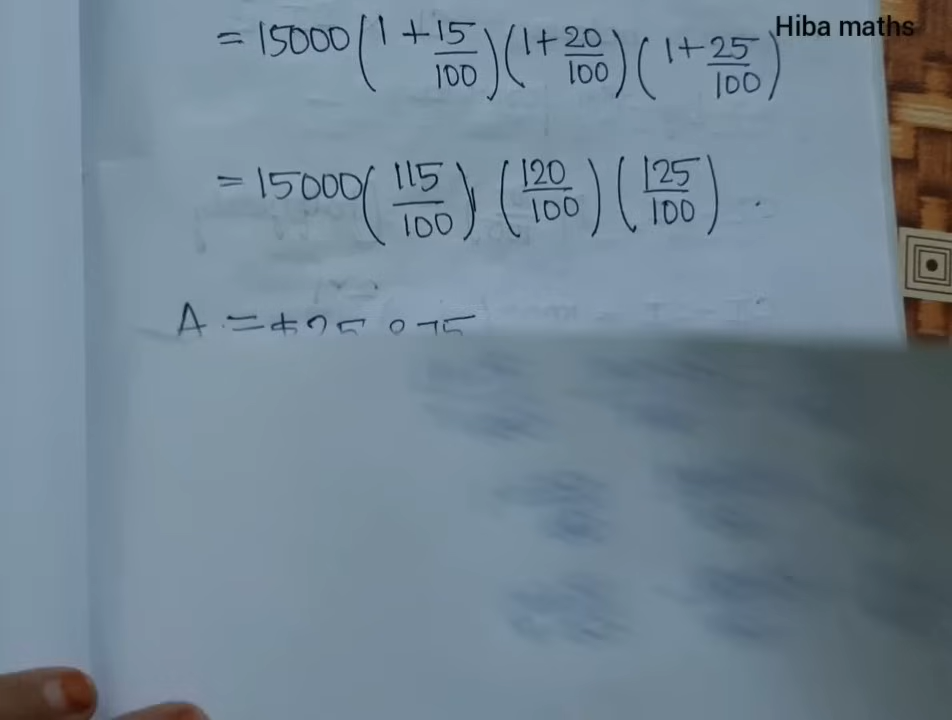 Hiba maths
= 15000 (1 + 15/100) (1 + 20/100) (1 + 25/100)
= 15000 (115/100) (120/100) (125/100) .
A =